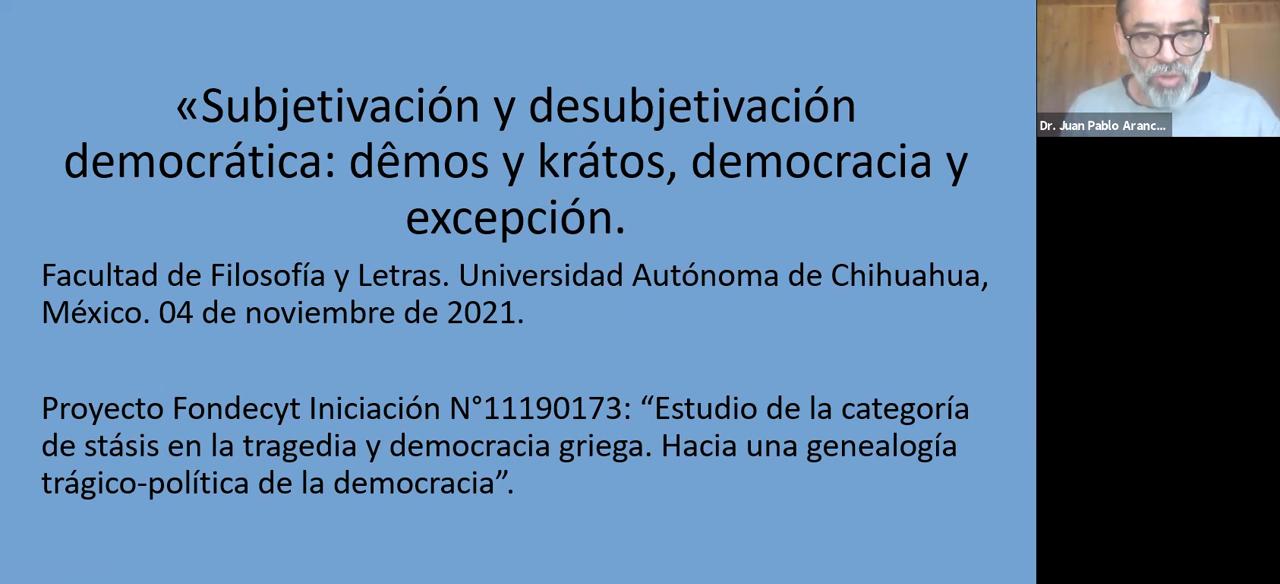 «Subjetivación y desubjetivación
democrática: dêmos y krátos, democracia y
excepción.
Facultad de Filosofía y Letras. Universidad Autónoma de Chihuahua,
México. 04 de noviembre de 2021.
Proyecto Fondecyt Iniciación N°11190173: “Estudio de la categoría
de stásis en la tragedia y democracia griega. Hacia una genealogía
trágico-política de la democracia”.
Dr. Juan Pablo Aranc...